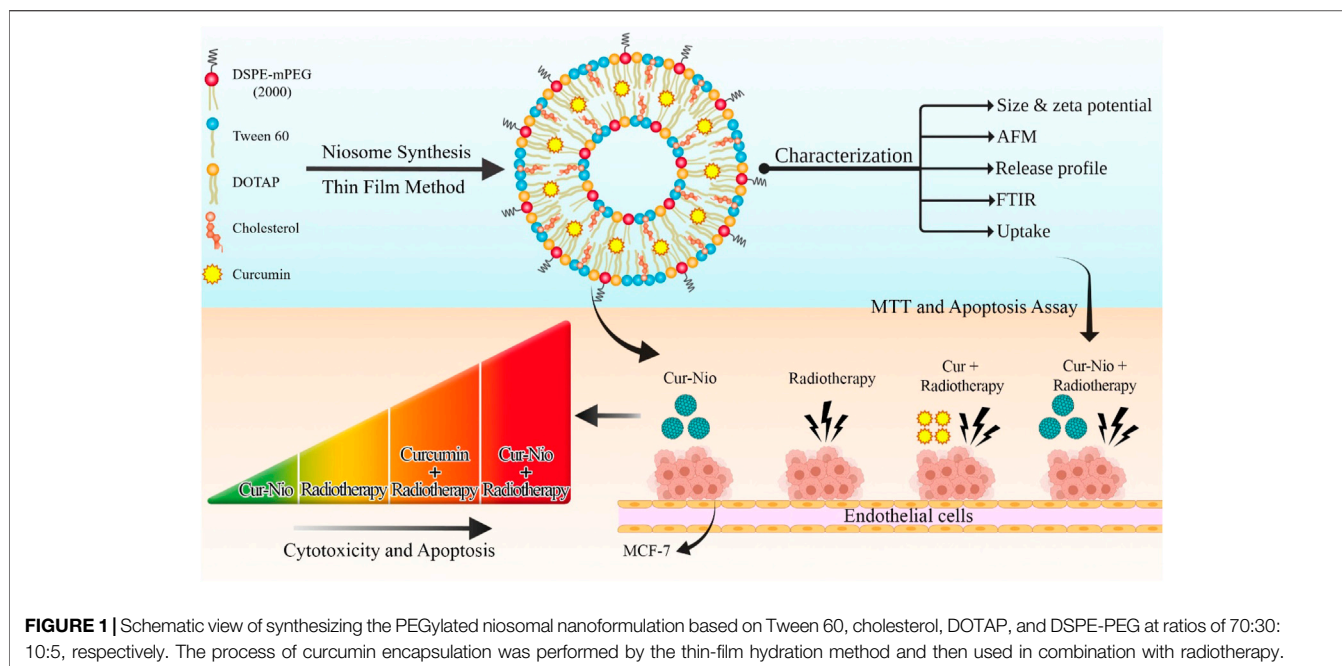 DSPE-mPEG
(2000)
Tween 60
DOTAP
Cholesterol
Curcumin
Niosome Synthesis
Thin Film Method
Characterization
Size & zeta potential
AFM
Release profile
FTIR
Uptake
MTT and Apoptosis Assay
Cur-Nio
Radiotherapy
Cur +
Radiotherapy
Cur-Nio +
Radiotherapy
Cur-Nio
Radiotherapy
Curcumin
+
Radiotherapy
Cur-Nio
+
Radiotherapy
Cytotoxicity and Apoptosis
Endothelial cells
MCF-7
FIGURE 1 | Schematic view of synthesizing the PEGylated niosomal nanoformulation based on Tween 60, cholesterol, DOTAP, and DSPE-PEG at ratios of 70:30:
10:5, respectively. The process of curcumin encapsulation was performed by the thin-film hydration method and then used in combination with radiotherapy.